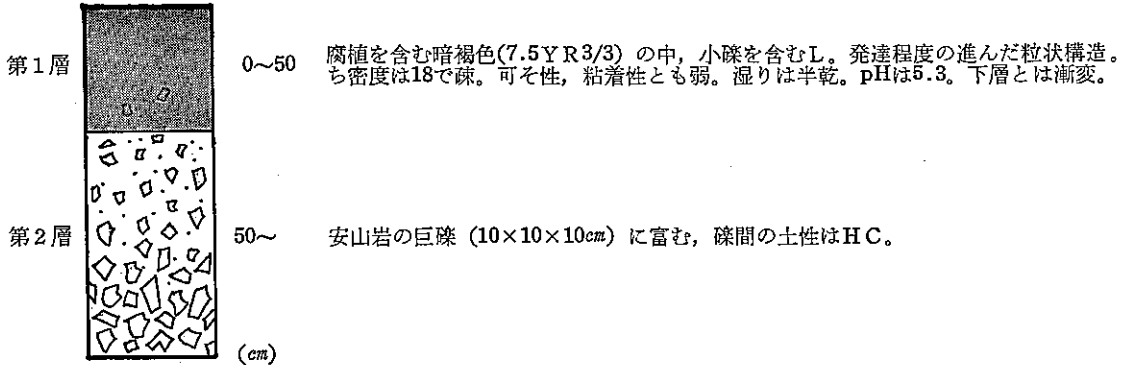 第1層
0~50
腐植を含む暗褐色(7.5YR3/3)の中,小礫を含むL。発達程度の進んだ粒状構造。
ち密度は18で疎。可そ性,粘着性とも弱。湿りは半乾。pHは5.3。下層とは漸変。
第2層
50~
安山岩の巨礫(10×10×10cm)に富む,礫間の土性はHC。
(cm)